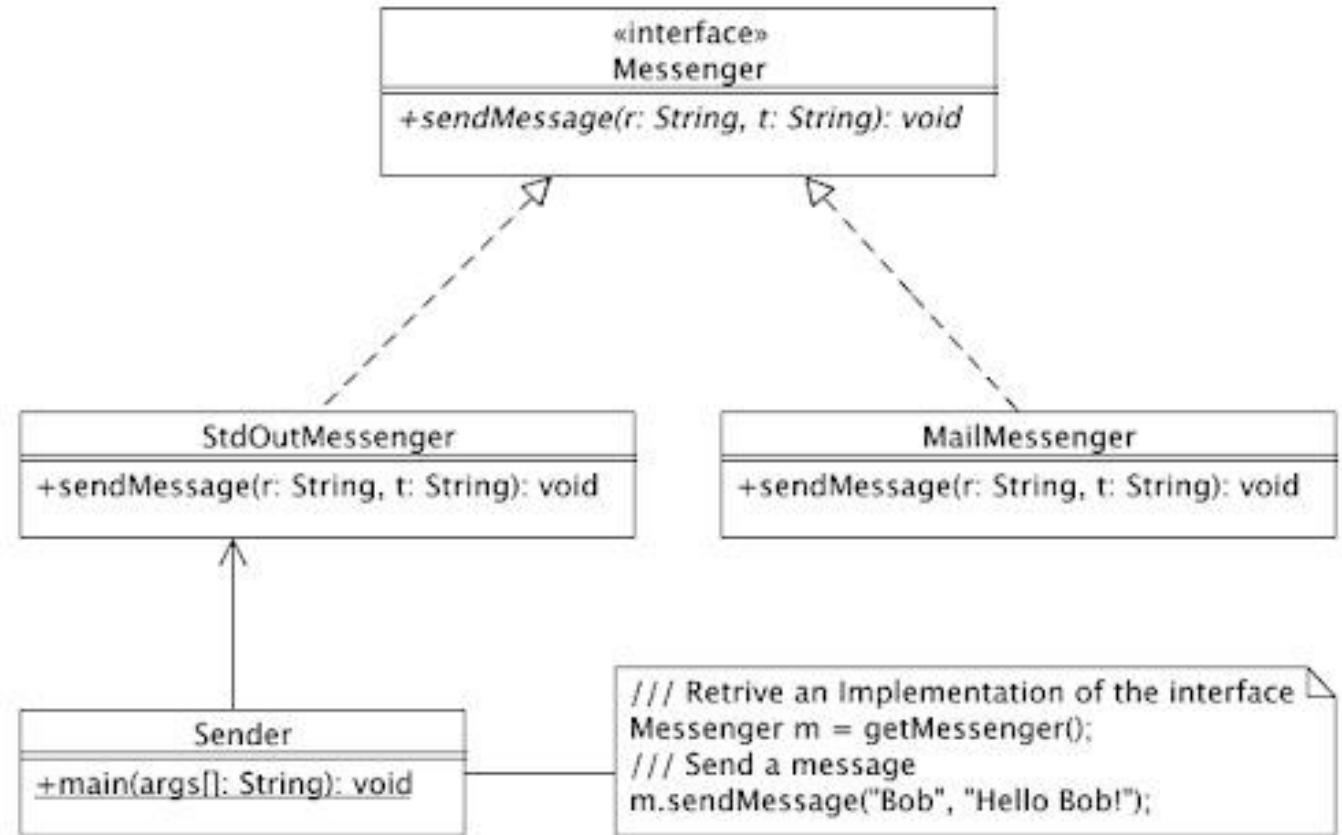 «interface»
Messenger
+sendMessage(r: String, t: String): void
StdOutMessenger
+sendMessage(r: String, t: String): void
MailMessenger
+sendMessage(r: String, t: String): void
Sender
+main(args[]: String): void
/// Retrive an Implementation of the interface
Messenger m = getMessenger();
/// Send a message
m.sendMessage("Bob", "Hello Bob!");